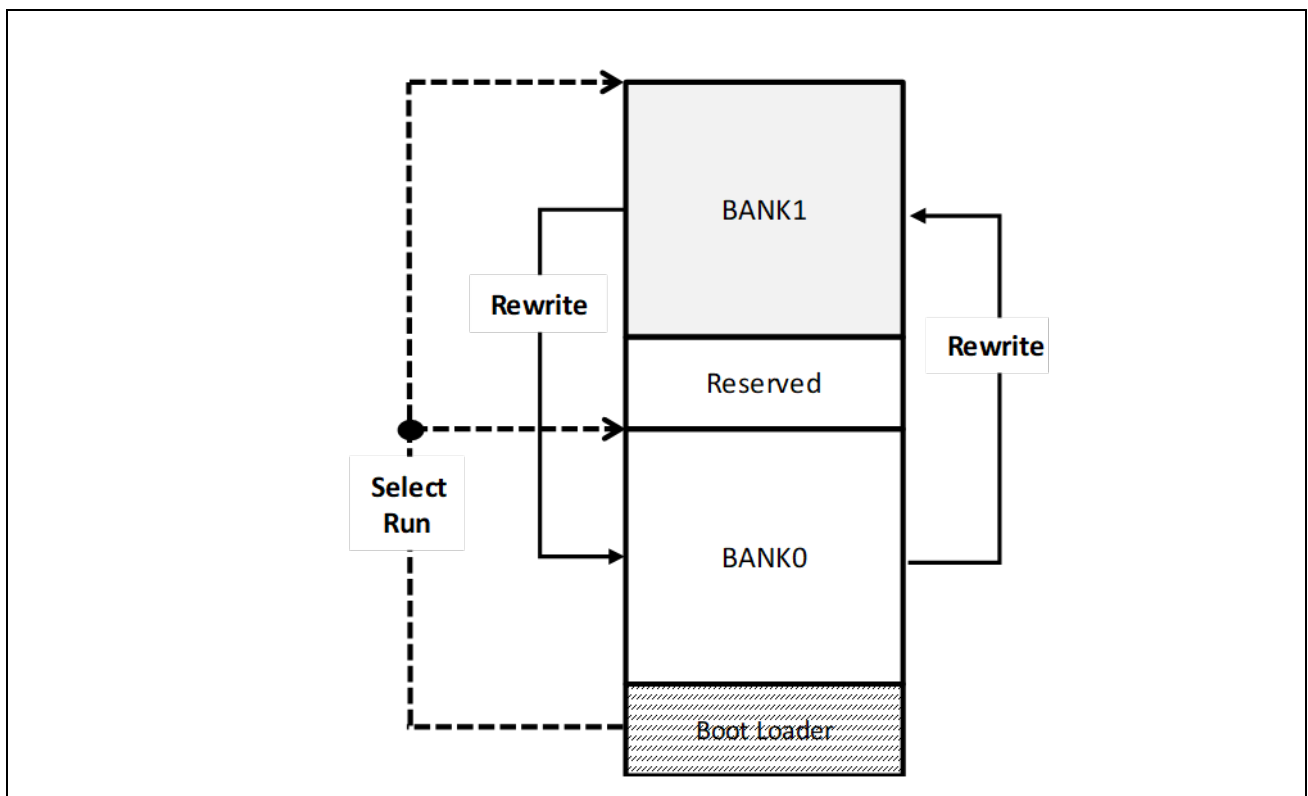 BANK1
Rewrite
Rewrite
Reserved
Select
Run
BANK0
Boot Loader